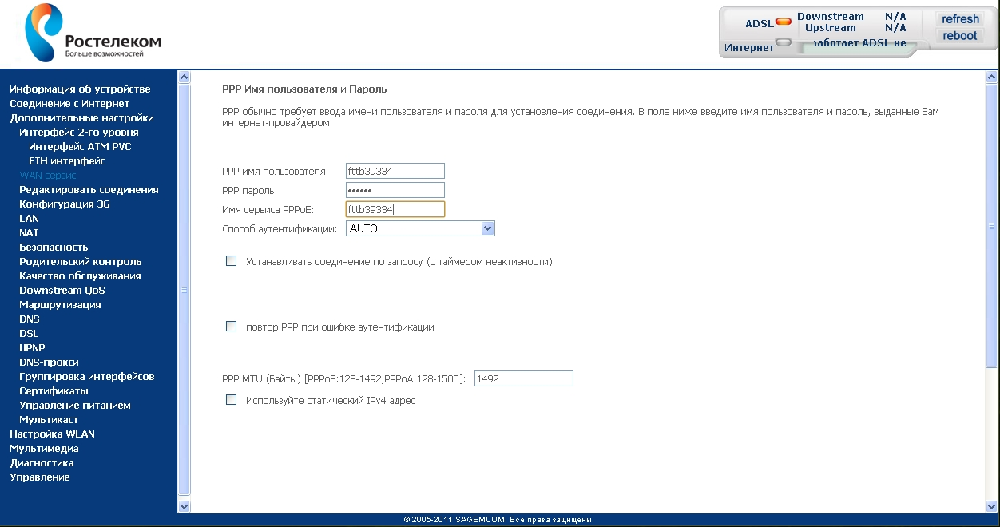 Ростелеком
Больше возможностей
ADSL
Downstream N/A
Upstream N/A
Интернет
работает ADSL не
refresh
reboot
Информация об устройстве
Соединение с Интернет
Дополнительные настройки
Интерфейс 2-го уровня
Интерфейс ATM PVC
ETH интерфейс
WAN сервис
Редактировать соединения
Конфигурация 3G
LAN
NAT
Безопасность
Родительский контроль
Качество обслуживания
Downstream QoS
Маршрутизация
DNS
DSL
UPNP
DNS-прокси
Группировка интерфейсов
Сертификаты
Управление питанием
Мультикаст
Настройка WLAN
Мультимедиа
Диагностика
Управление
PPP Имя пользователя и Пароль
PPP обычно требует ввода имени пользователя и пароля для установления соединения. В поле ниже введите имя пользователя и пароль, выданные Вам
интернет-провайдером.
PPP имя пользователя: fttb39334
PPP пароль: ••••••
Имя сервиса PPPoE: fttb39334
Способ аутентификации: AUTO
Устанавливать соединение по запросу (с таймером неактивности)
повтор PPP при ошибке аутентификации
PPP MTU (Байты) [PPPoE:128-1492,PPPoA:128-1500]: 1492
Используйте статический IPv4 адрес
© 2005-2011 SAGEMCOM. Все права защищены.